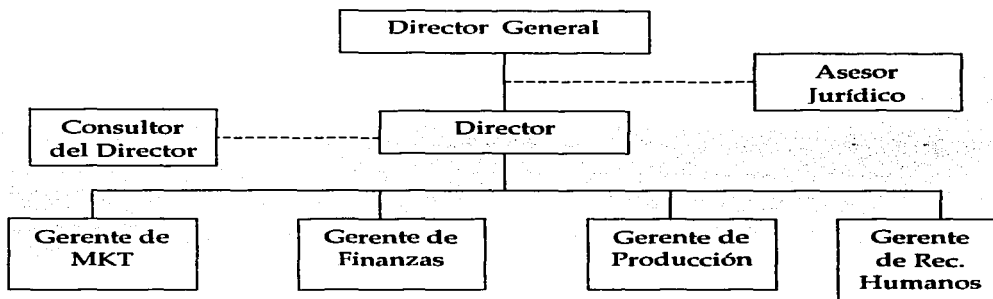 Director General
Asesor
Jurídico
Consultor
del Director
Director
Gerente de
MKT
Gerente de
Finanzas
Gerente de
Producción
Gerente
de Rec.
Humanos